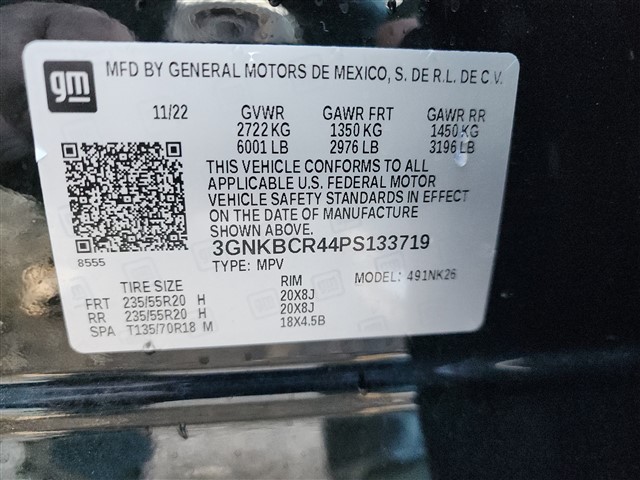 gm
MFD BY GENERAL MOTORS DE MEXICO, S. DE R.L. DE C.V.
11/22 GVWR GAWR FRT GAWR RR
2722 KG 1350 KG 1450 KG
6001 LB 2976 LB 3196 LB
THIS VEHICLE CONFORMS TO ALL
APPLICABLE U.S. FEDERAL MOTOR
VEHICLE SAFETY STANDARDS IN EFFECT
ON THE DATE OF MANUFACTURE
SHOWN ABOVE.
8555
3GNKBCR44PS133719
TYPE: MPV MODEL: 491NK26
TIRE SIZE RIM
FRT 235/55R20 H 20X8J
RR 235/55R20 H 20X8J
SPA T135/70R18 M 18X4.5B